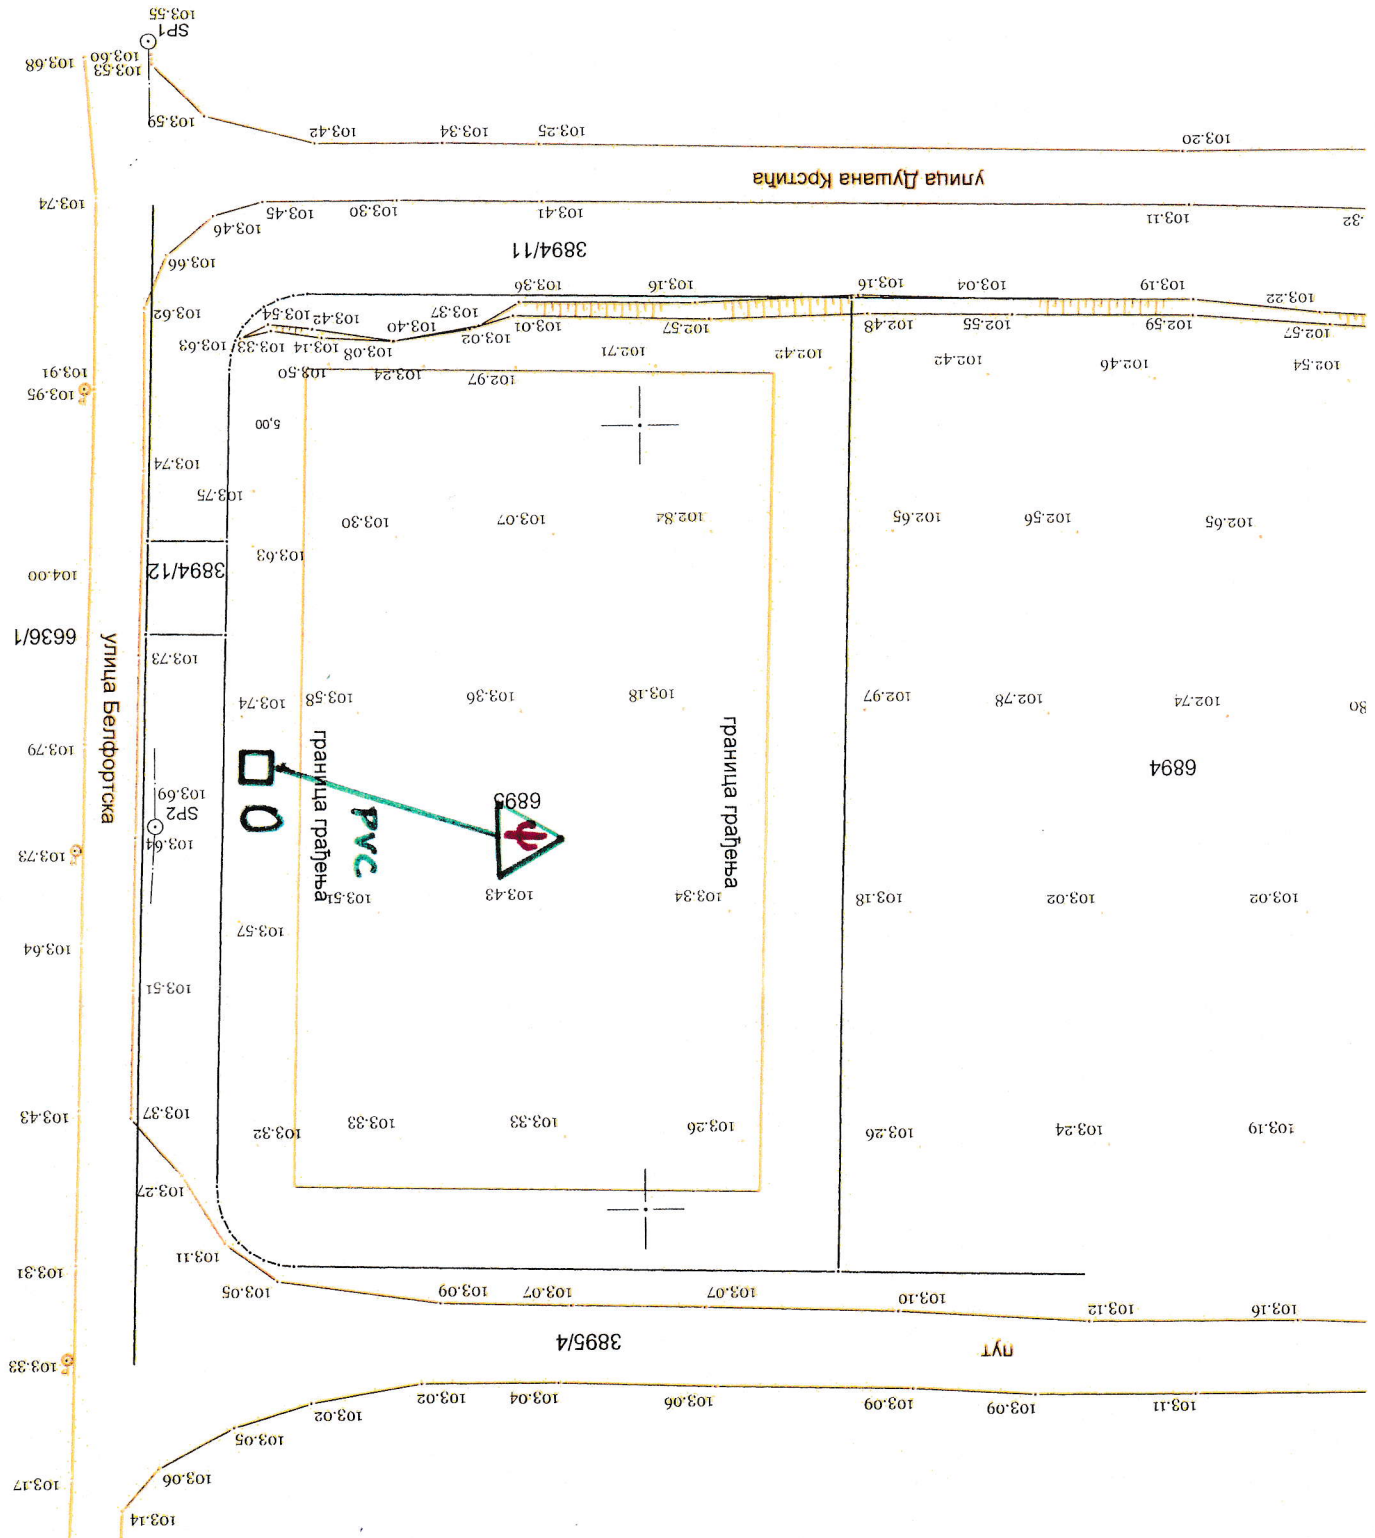 103.14
103.17
103.06
103.05
103.02
103.11 103.09 103.09 103.06 103.04 103.02
пут
3895/4
103.33
103.16 103.12 103.10 103.07 103.07 103.09 103.05
103.31
103.11
103.27
103.19 103.24 103.26 103.26 103.33 103.33 103.32
103.37
103.43
103.51
103.64
103.57
103.02 103.02 103.18 103.34 103.43 103.51
103.73
103.64
SP2
103.69
6895
PVC
0
6894
граница грађења
граница грађења
улица Белфортска
103.79
80
102.74 102.78 102.97 103.18 103.36 103.58 103.74
103.73
6636/1
104.00
3894/12
103.63
102.65 102.56 102.65 102.84 103.07 103.30
103.75
103.74
5,00
103.95
103.91
102.54 102.46 102.42 102.42 102.71 102.97 103.24 103.50
103.08 103.14 103.33 103.63
102.57 102.59 102.55 102.48 102.57 103.01 103.02 103.40 103.42 103.54
103.37
103.62
103.22 103.19 103.04 103.16 103.16 103.36
103.66
3894/11
103.46
.32
103.11 103.41 103.30 103.45
103.74
улица Душана Крстића
103.20 103.25 103.34 103.42
103.59
103.53
103.60
103.68
SP1
103.55